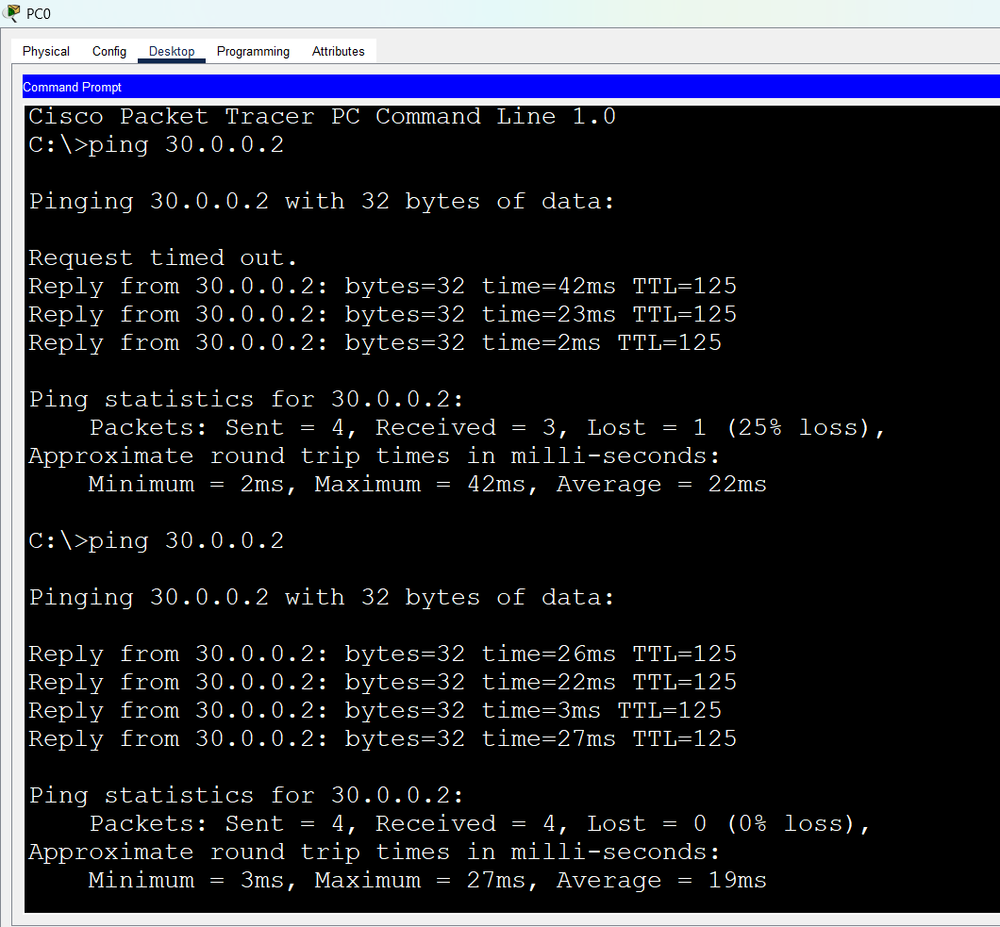 PC0
Physical Config Desktop Programming Attributes
Command Prompt
Cisco Packet Tracer PC Command Line 1.0
C:\>ping 30.0.0.2
Pinging 30.0.0.2 with 32 bytes of data:
Request timed out.
Reply from 30.0.0.2: bytes=32 time=42ms TTL=125
Reply from 30.0.0.2: bytes=32 time=23ms TTL=125
Reply from 30.0.0.2: bytes=32 time=2ms TTL=125
Ping statistics for 30.0.0.2:
    Packets: Sent = 4, Received = 3, Lost = 1 (25% loss),
Approximate round trip times in milli-seconds:
    Minimum = 2ms, Maximum = 42ms, Average = 22ms
C:\>ping 30.0.0.2
Pinging 30.0.0.2 with 32 bytes of data:
Reply from 30.0.0.2: bytes=32 time=26ms TTL=125
Reply from 30.0.0.2: bytes=32 time=22ms TTL=125
Reply from 30.0.0.2: bytes=32 time=3ms TTL=125
Reply from 30.0.0.2: bytes=32 time=27ms TTL=125
Ping statistics for 30.0.0.2:
    Packets: Sent = 4, Received = 4, Lost = 0 (0% loss),
Approximate round trip times in milli-seconds:
    Minimum = 3ms, Maximum = 27ms, Average = 19ms